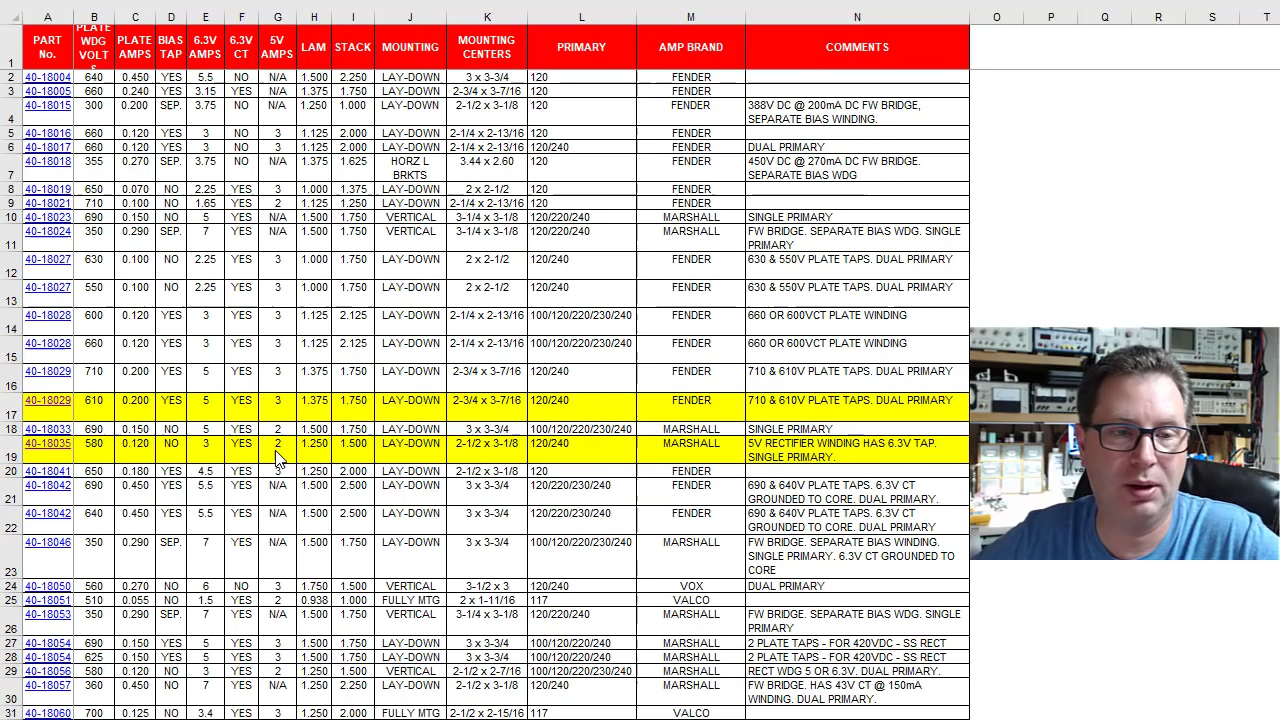 A B C D E F G H I J K L M N O P Q R S T
1 PART No. PLATE WDG VOLTS PLATE AMPS BIAS TAP 6.3V AMPS 6.3V CT 5V AMPS LAM STACK MOUNTING MOUNTING CENTERS PRIMARY AMP BRAND COMMENTS
2 40-18004 640 0.450 YES 5.5 NO N/A 1.500 2.250 LAY-DOWN 3 x 3-3/4 120 FENDER
3 40-18005 660 0.240 YES 3.15 YES N/A 1.375 1.750 LAY-DOWN 2-3/4 x 3-7/16 120 FENDER
4 40-18015 300 0.200 SEP. 3.75 NO N/A 1.250 1.000 LAY-DOWN 2-1/2 x 3-1/8 120 FENDER 388V DC @ 200mA DC FW BRIDGE,
SEPARATE BIAS WINDING.
5 40-18016 660 0.120 YES 3 NO 3 1.125 2.000 LAY-DOWN 2-1/4 x 2-13/16 120 FENDER
6 40-18017 660 0.120 YES 3 YES 3 1.125 2.000 LAY-DOWN 2-1/4 x 2-13/16 120/240 FENDER DUAL PRIMARY
7 40-18018 355 0.270 SEP. 3.75 NO N/A 1.375 1.625 HORZ L BRKTS 3.44 x 2.60 120 FENDER 450V DC @ 270mA DC FW BRIDGE.
SEPARATE BIAS WDG
8 40-18019 650 0.070 NO 2.25 YES 3 1.000 1.375 LAY-DOWN 2 x 2-1/2 120 FENDER
9 40-18021 710 0.100 NO 1.65 YES 2 1.125 1.250 LAY-DOWN 2-1/4 x 2-13/16 120 FENDER
10 40-18023 690 0.150 NO 5 YES N/A 1.500 1.750 VERTICAL 3-1/4 x 3-1/8 120/220/240 MARSHALL SINGLE PRIMARY
11 40-18024 350 0.290 SEP. 7 YES N/A 1.500 1.750 VERTICAL 3-1/4 x 3-1/8 120/220/240 MARSHALL FW BRIDGE. SEPARATE BIAS WDG. SINGLE
PRIMARY
12 40-18027 630 0.100 NO 2.25 YES 3 1.000 1.750 LAY-DOWN 2 x 2-1/2 120/240 FENDER 630 & 550V PLATE TAPS. DUAL PRIMARY
13 40-18027 550 0.100 NO 2.25 YES 3 1.000 1.750 LAY-DOWN 2 x 2-1/2 120/240 FENDER 630 & 550V PLATE TAPS. DUAL PRIMARY
14 40-18028 600 0.120 YES 3 YES 3 1.125 2.125 LAY-DOWN 2-1/4 x 2-13/16 100/120/220/230/240 FENDER 660 OR 600VCT PLATE WINDING
15 40-18028 660 0.120 YES 3 YES 3 1.125 2.125 LAY-DOWN 2-1/4 x 2-13/16 100/120/220/230/240 FENDER 660 OR 600VCT PLATE WINDING
16 40-18029 710 0.200 YES 5 YES 3 1.375 1.750 LAY-DOWN 2-3/4 x 3-7/16 120/240 FENDER 710 & 610V PLATE TAPS. DUAL PRIMARY
17 40-18029 610 0.200 YES 5 YES 3 1.375 1.750 LAY-DOWN 2-3/4 x 3-7/16 120/240 FENDER 710 & 610V PLATE TAPS. DUAL PRIMARY
18 40-18033 690 0.150 NO 5 YES 2 1.500 1.750 LAY-DOWN 3 x 3-3/4 120/220/240 MARSHALL SINGLE PRIMARY
19 40-18035 580 0.120 NO 3 YES 2 1.250 1.500 LAY-DOWN 2-1/2 x 3-1/8 120/240 MARSHALL 5V RECTIFIER WINDING HAS 6.3V TAP.
SINGLE PRIMARY.
20 40-18041 650 0.180 YES 4.5 YES 1.250 2.000 LAY-DOWN 2-1/2 x 3-1/8 120 FENDER
21 40-18042 690 0.450 YES 5.5 YES N/A 1.500 2.500 LAY-DOWN 3 x 3-3/4 100/120/220/230/240 FENDER 690 & 640V PLATE TAPS. 6.3V CT
GROUNDED TO CORE. DUAL PRIMARY.
22 40-18042 640 0.450 YES 5.5 YES N/A 1.500 2.500 LAY-DOWN 3 x 3-3/4 100/120/220/230/240 FENDER 690 & 640V PLATE TAPS. 6.3V CT
GROUNDED TO CORE. DUAL PRIMARY
23 40-18046 350 0.290 SEP. 7 YES N/A 1.500 1.750 LAY-DOWN 3 x 3-3/4 100/120/220/230/240 MARSHALL FW BRIDGE. SEPARATE BIAS WINDING.
SINGLE PRIMARY. 6.3V CT GROUNDED TO
CORE
24 40-18050 560 0.270 NO 6 NO 3 1.750 1.500 VERTICAL 3-1/2 x 3 120/240 VOX DUAL PRIMARY
25 40-18051 510 0.055 NO 1.5 YES 2 0.938 1.000 FULLY MTG 2 x 1-11/16 117 VALCO
26 40-18053 350 0.290 SEP. 7 YES N/A 1.500 1.750 VERTICAL 3-1/4 x 3-1/8 100/120/220/240 MARSHALL FW BRIDGE. SEPARATE BIAS WDG. SINGLE
PRIMARY
27 40-18054 690 0.150 YES 5 YES 3 1.500 1.750 LAY-DOWN 3 x 3-3/4 100/120/220/240 MARSHALL 2 PLATE TAPS - FOR 420VDC - SS RECT
28 40-18054 625 0.150 YES 5 YES 3 1.500 1.750 LAY-DOWN 3 x 3-3/4 100/120/220/240 MARSHALL 2 PLATE TAPS - FOR 420VDC - SS RECT
29 40-18056 580 0.120 NO 3 YES 2 1.250 1.500 VERTICAL 2-1/2 x 2-7/16 120/220/240 MARSHALL RECT WDG 5 OR 6.3V. DUAL PRIMARY.
30 40-18057 360 0.450 NO 7 YES N/A 1.250 2.250 LAY-DOWN 2-1/2 x 3-1/8 120/240 MARSHALL FW BRIDGE. HAS 43V CT @ 150mA
WINDING. DUAL PRIMARY.
31 40-18060 700 0.125 NO 3.4 YES 3 1.250 2.000 FULLY MTG 2-1/2 x 2-15/16 117 VALCO